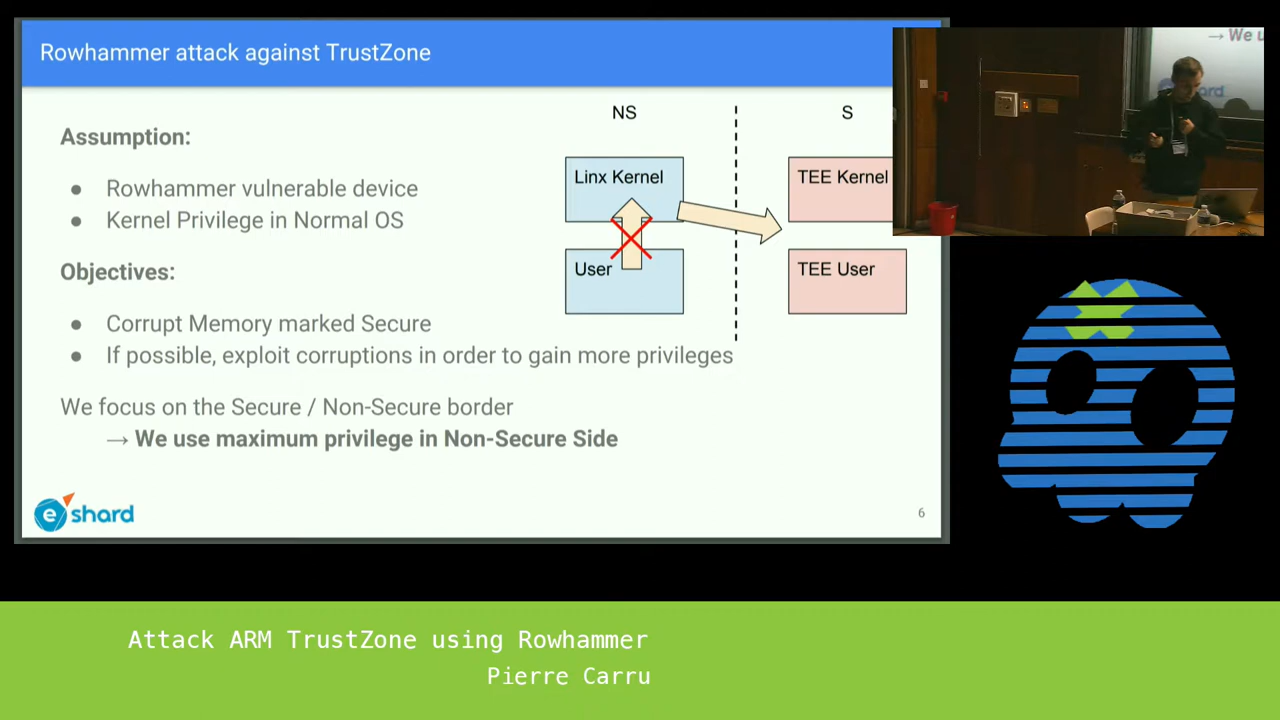 Rowhammer attack against TrustZone
→ We u
Assumption:
● Rowhammer vulnerable device
● Kernel Privilege in Normal OS
Objectives:
● Corrupt Memory marked Secure
● If possible, exploit corruptions in order to gain more privileges
We focus on the Secure / Non-Secure border
→ We use maximum privilege in Non-Secure Side
NS
S
Linx Kernel
TEE Kernel
User
TEE User
e shard
6
Attack ARM TrustZone using Rowhammer
Pierre Carru